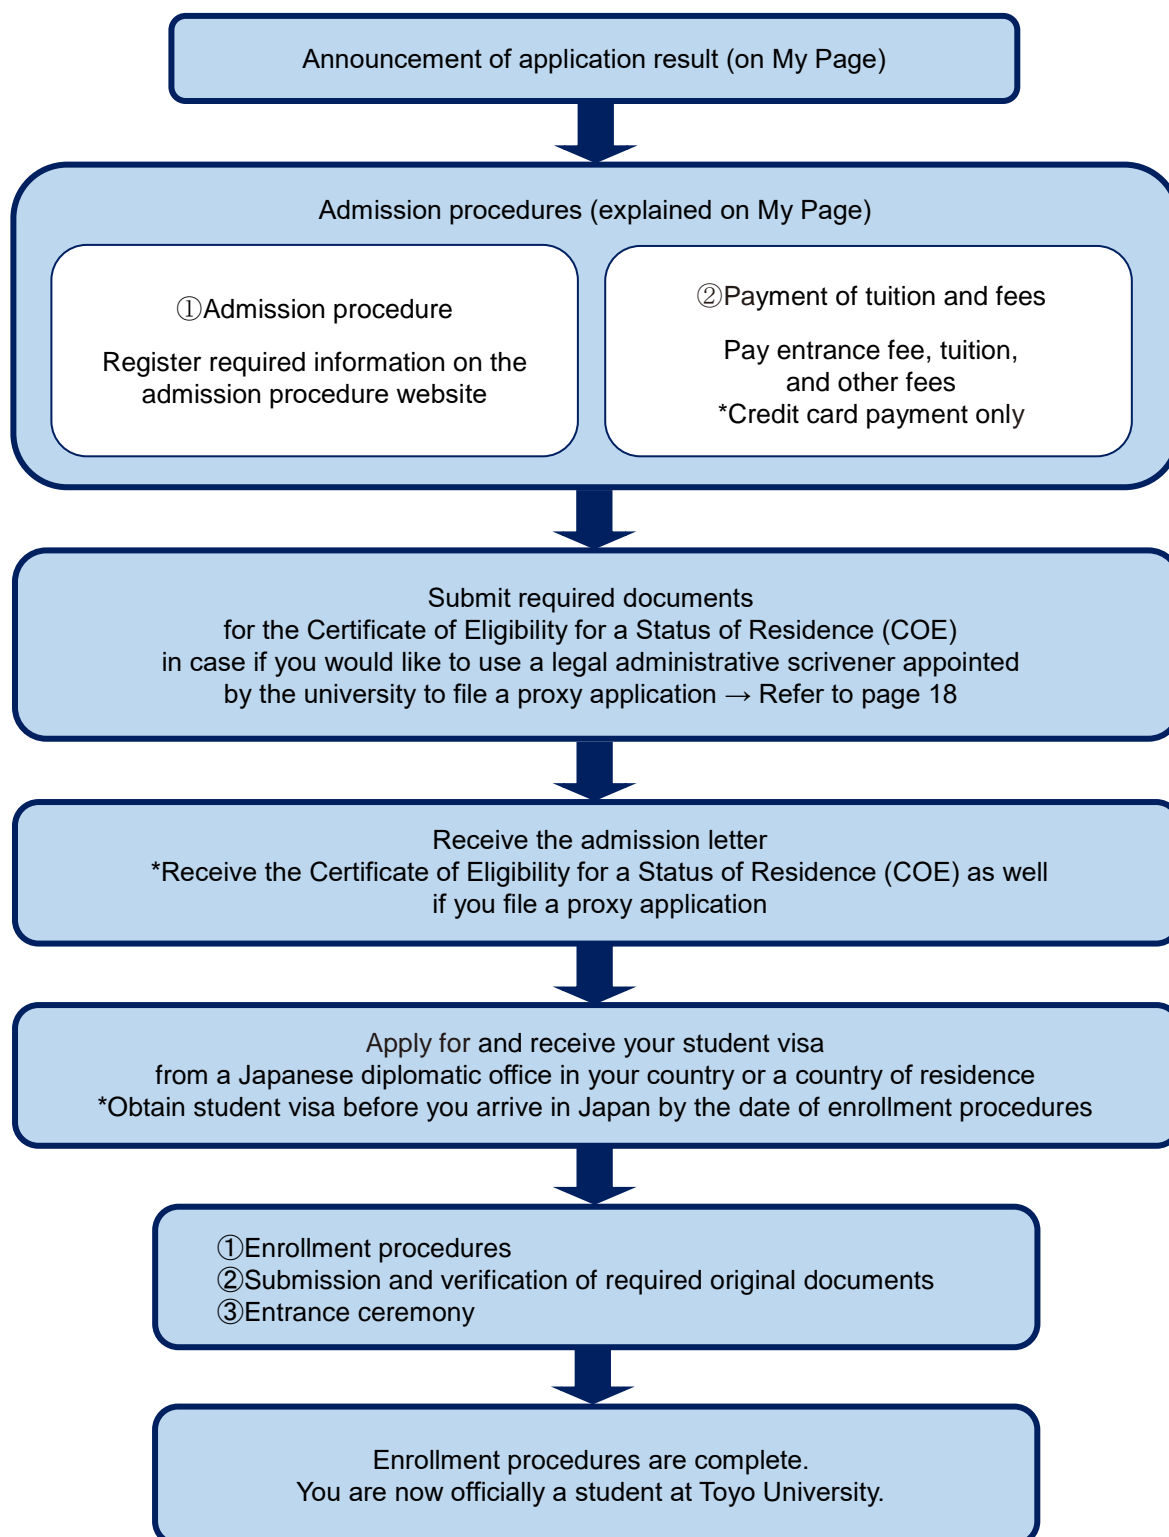 Announcement of application result (on My Page)
Admission procedures (explained on My Page)
①Admission procedure
Register required information on the
admission procedure website
②Payment of tuition and fees
Pay entrance fee, tuition,
and other fees
*Credit card payment only
Submit required documents
for the Certificate of Eligibility for a Status of Residence (COE)
in case if you would like to use a legal administrative scrivener appointed
by the university to file a proxy application → Refer to page 18
Receive the admission letter
*Receive the Certificate of Eligibility for a Status of Residence (COE) as well
if you file a proxy application
Apply for and receive your student visa
from a Japanese diplomatic office in your country or a country of residence
*Obtain student visa before you arrive in Japan by the date of enrollment procedures
①Enrollment procedures
②Submission and verification of required original documents
③Entrance ceremony
Enrollment procedures are complete.
You are now officially a student at Toyo University.